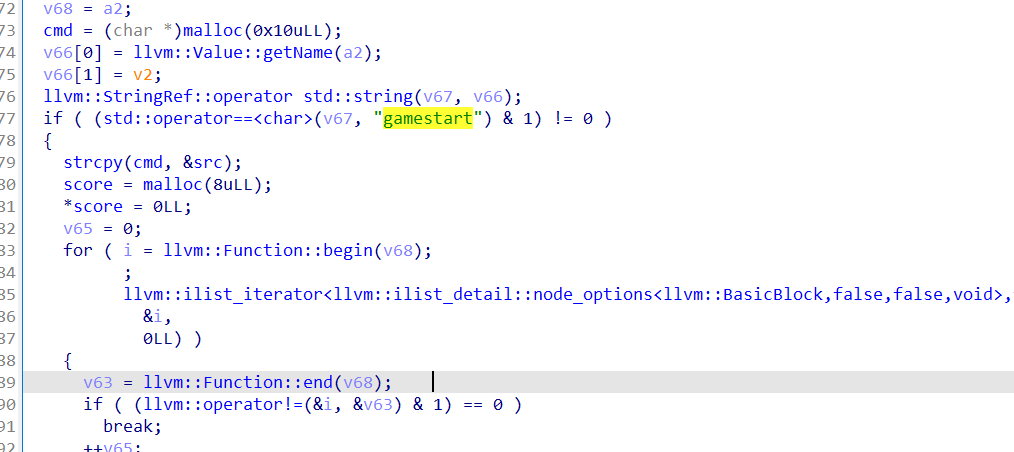 72 v68 = a2;
73 cmd = (char *)malloc(0x10uLL);
74 v66[0] = llvm::Value::getName(a2);
75 v66[1] = v2;
76 llvm::StringRef::operator std::string(v67, v66);
77 if ( (std::operator==<char>(v67, "gamestart") & 1) != 0 )
78 {
79 strcpy(cmd, &src);
80 score = malloc(8uLL);
81 *score = 0LL;
82 v65 = 0;
83 for ( i = llvm::Function::begin(v68);
84 ;
85 llvm::ilist_iterator<llvm::ilist_detail::node_options<llvm::BasicBlock,false,false,void>,
86 &i,
87 0LL) )
88 {
89 v63 = llvm::Function::end(v68);
90 if ( (llvm::operator!=(&i, &v63) & 1) == 0 )
91 break;
92 ++v65;